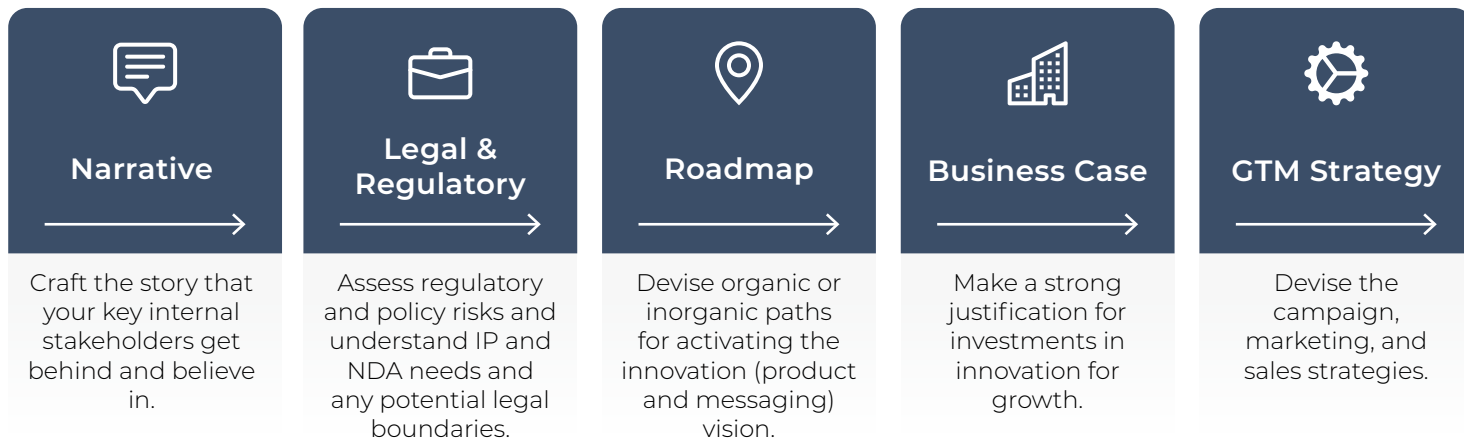 Narrative
Craft the story that
your key internal
stakeholders get
behind and believe
in.
Legal &
Regulatory
Assess regulatory
and policy risks and
understand IP and
NDA needs and
any potential legal
boundaries.
Roadmap
Devise organic or
inorganic paths
for activating the
innovation (product
and messaging)
vision.
Business Case
Make a strong
justification for
investments in
innovation for
growth.
GTM Strategy
Devise the
campaign,
marketing, and
sales strategies.